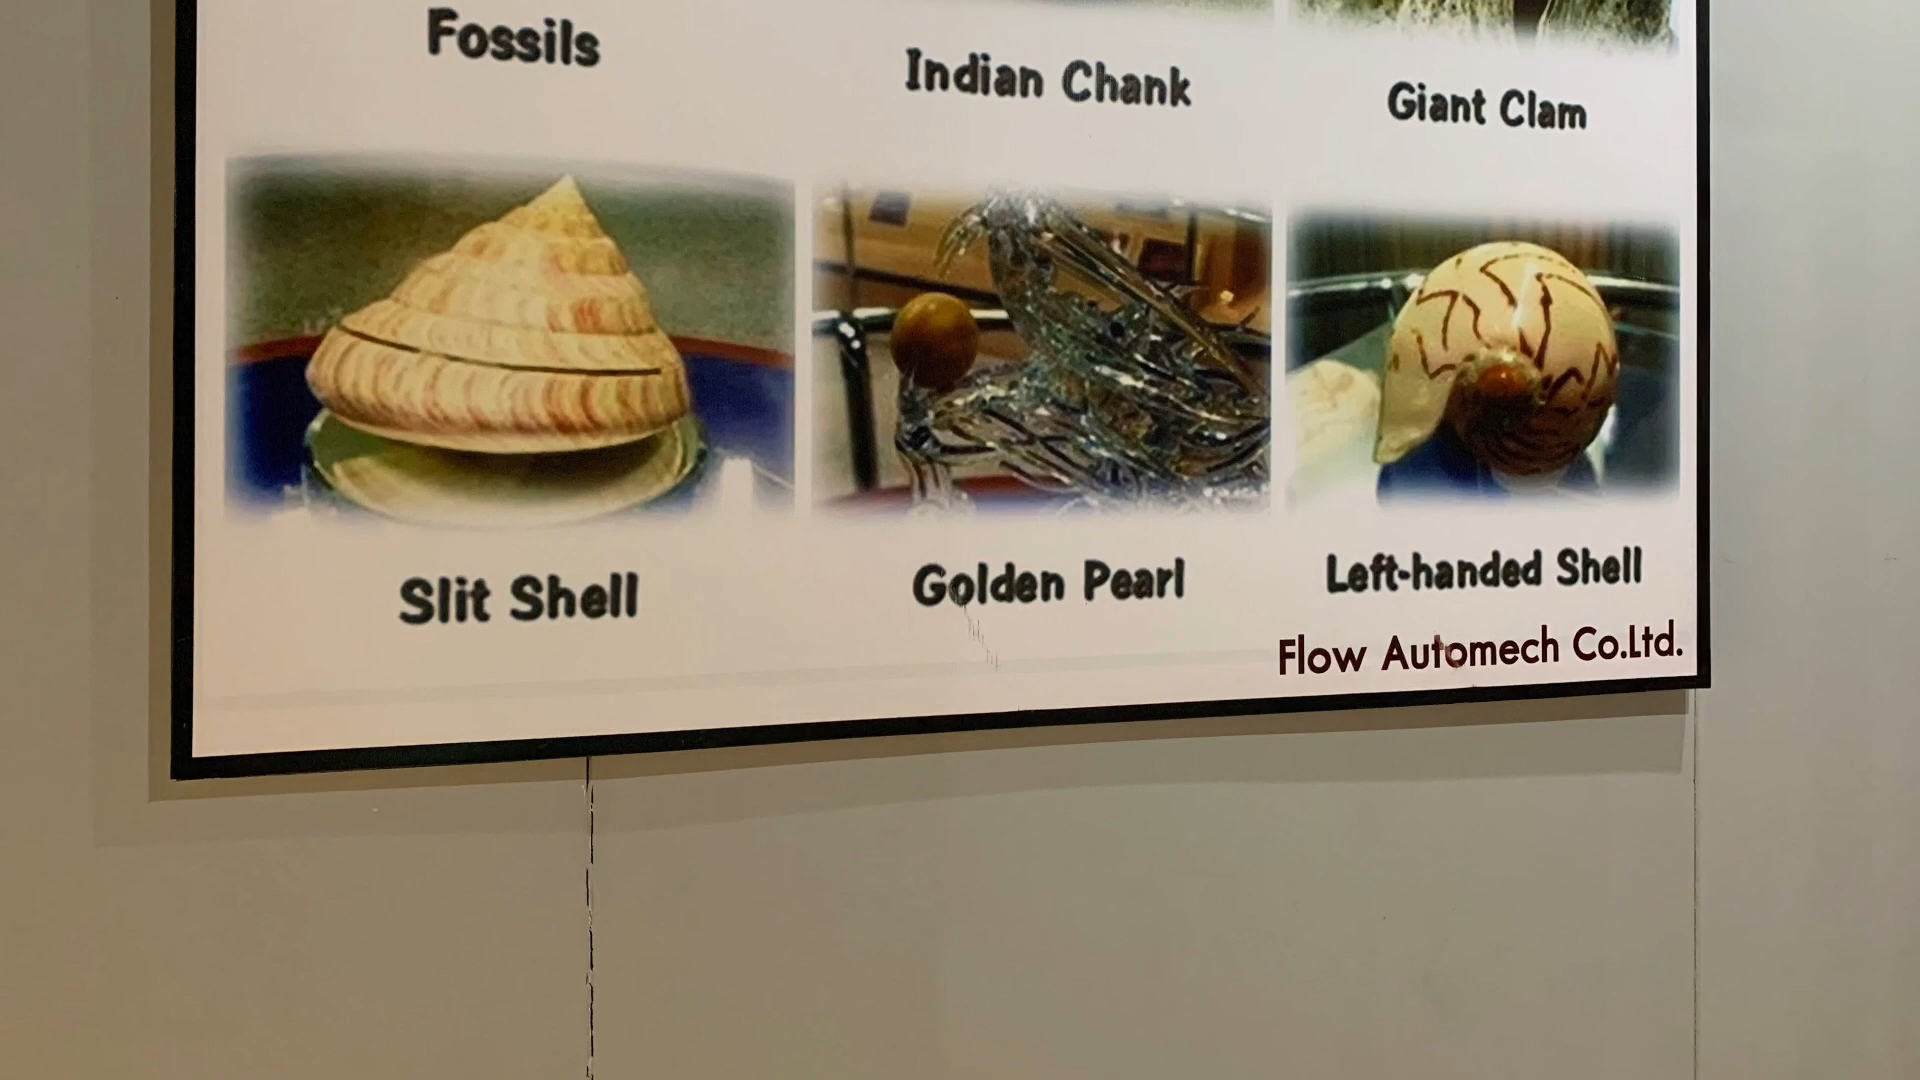 Fossils
Indian Chank
Giant Clam
Slit Shell
Golden Pearl
Left-handed Shell
Flow Automech Co.Ltd.